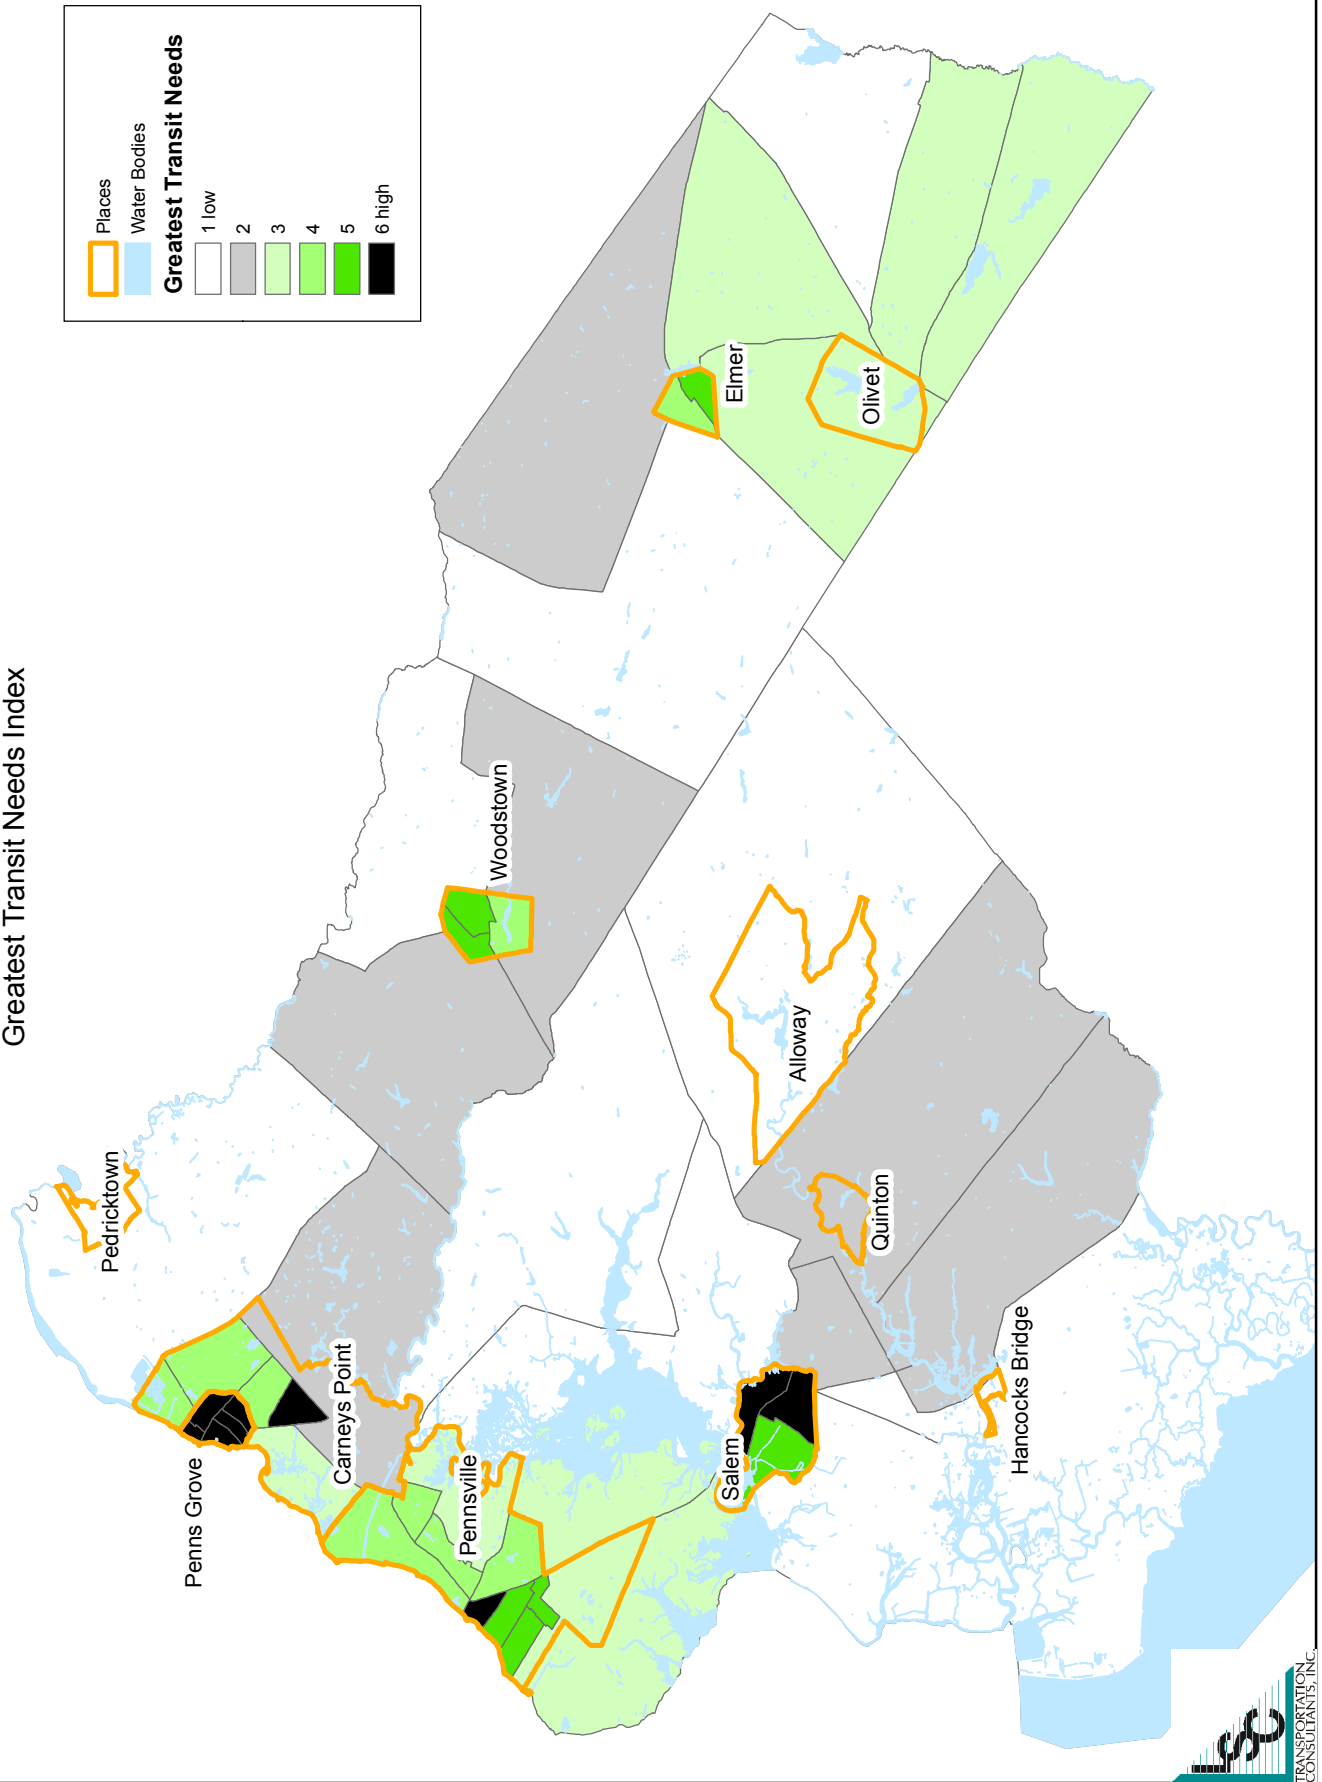 Greatest Transit Needs Index
Places
Water Bodies
Greatest Transit Needs
1 low
2
3
4
5
6 high
Pedricktown
Penns Grove
Carneys Point
Pennsville
Woodstown
Elmer
Olivet
Alloway
Quinton
Salem
Hancocks Bridge
LSC
TRANSPORTATION
CONSULTANTS, INC.